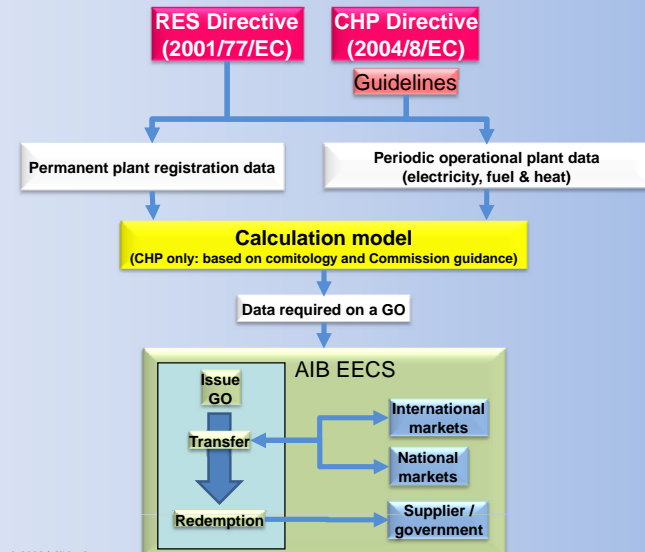 RES Directive
(2001/77/EC)
CHP Directive
(2004/8/EC)
Guidelines
Permanent plant registration data
Periodic operational plant data
(electricity, fuel & heat)
Calculation model
(CHP only: based on comitology and Commission guidance)
Data required on a GO
AIB EECS
Issue
GO
Transfer
Redemption
International
markets
National
markets
Supplier /
government